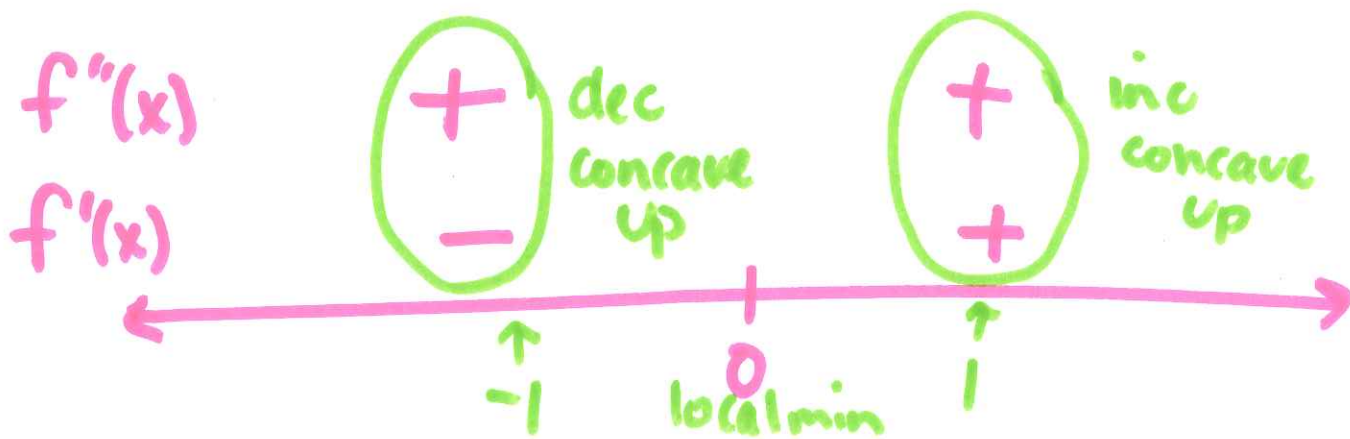 f"(x) + dec concave up + inc concave up
f'(x) − +
0
↑ -1 local min ↑ 1